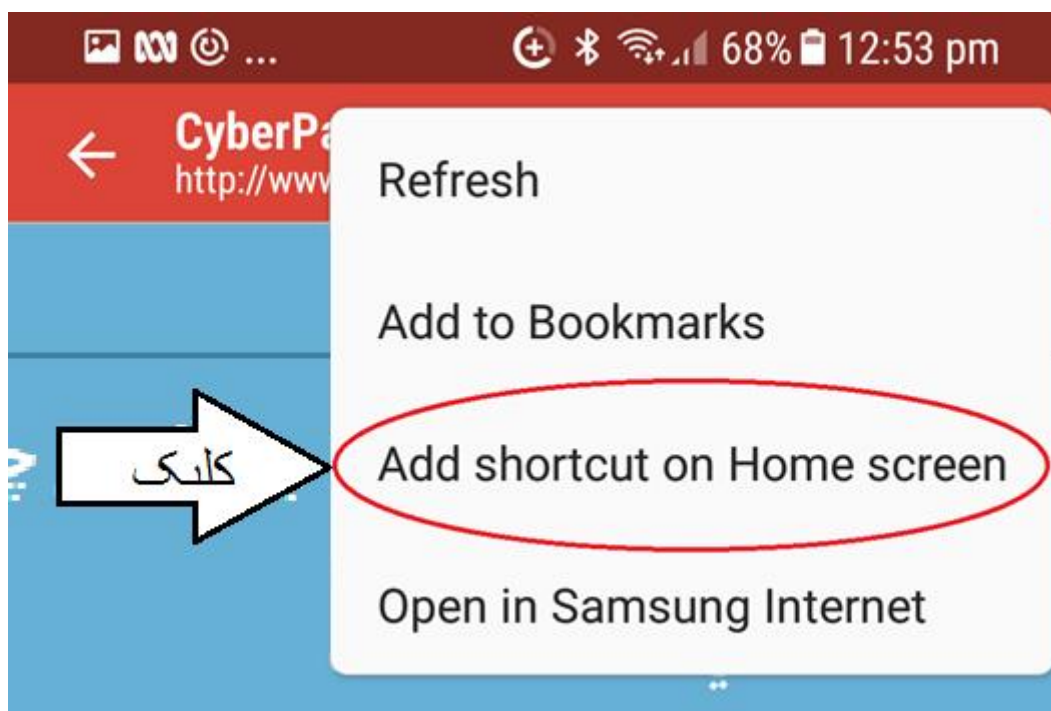 ... 68% 12:53 pm
CyberPa
http://www
Refresh
Add to Bookmarks
کلیک
Add shortcut on Home screen
Open in Samsung Internet